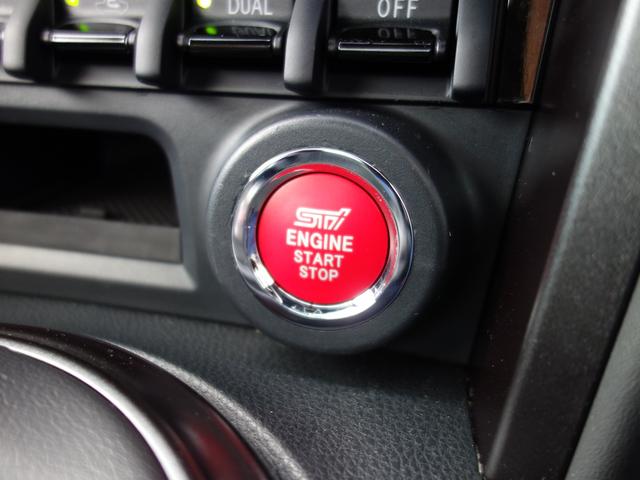 DUAL
OFF
STI
ENGINE
START
STOP